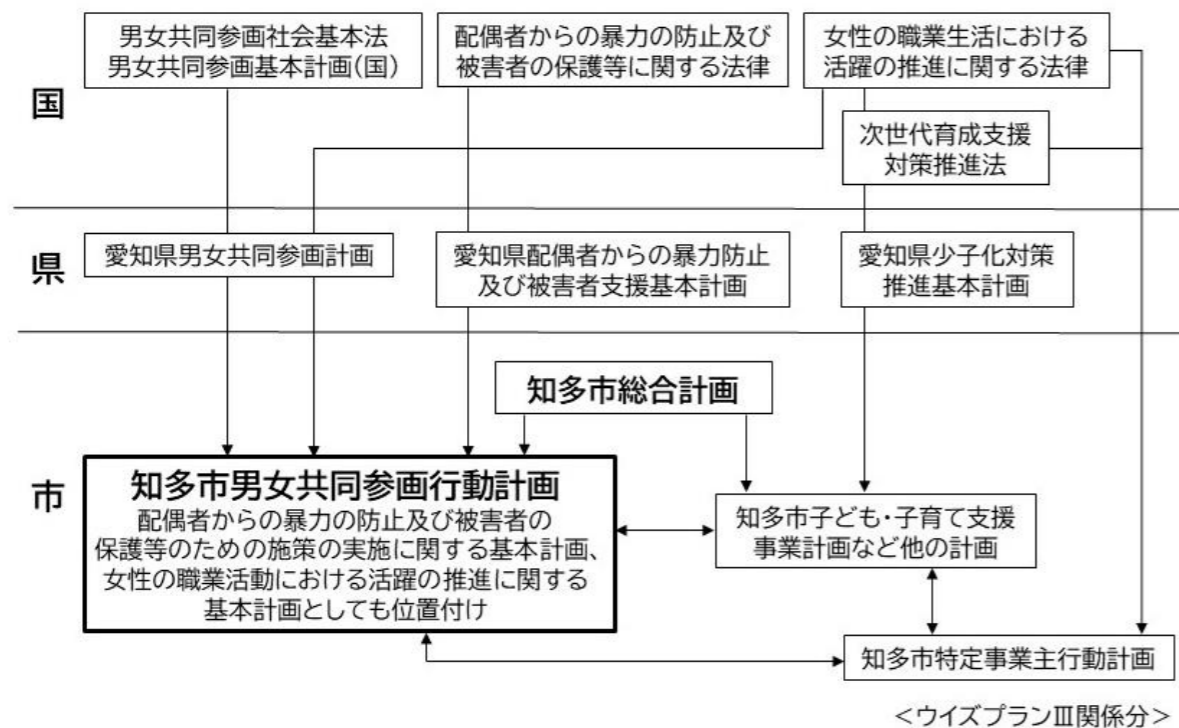 国
男女共同参画社会基本法
男女共同参画基本計画(国)
配偶者からの暴力の防止及び
被害者の保護等に関する法律
女性の職業生活における
活躍の推進に関する法律
次世代育成支援
対策推進法
県
愛知県男女共同参画計画
愛知県配偶者からの暴力防止
及び被害者支援基本計画
愛知県少子化対策
推進基本計画
市
知多市総合計画
知多市男女共同参画行動計画
配偶者からの暴力の防止及び被害者の
保護等のための施策の実施に関する基本計画、
女性の職業活動における活躍の推進に関する
基本計画としても位置付け
知多市子ども・子育て支援
事業計画など他の計画
知多市特定事業主行動計画
<ウイズプランⅢ関係分>